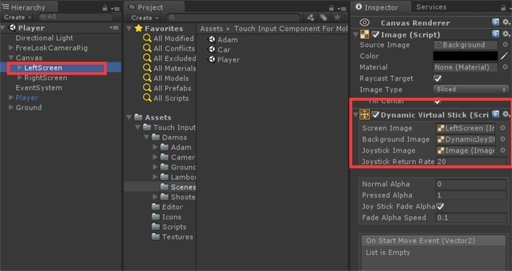 Hierarchy
Create
All
Player
Directional Light
FreeLookCameraRig
Canvas
LeftScreen
RightScreen
EventSystem
Player
Ground
Project
Create
Favorites
All Modified
All Conflicts
All Excluded
All Materials
All Models
All Prefabs
All Scripts
Assets
Touch Input
Demos
Adam
Camer
Ground
Lambo
Scenes
Shoote
Editor
Icons
Scripts
Textures
Assets Touch Input Component For Mol
Adam
Car
Player
Inspector Services
Canvas Renderer
Image (Script)
Source Image Background
Color
Material None (Material)
Raycast Target
Image Type Sliced
Fill Center
Dynamic Virtual Stick (Scri
Screen Image LeftScreen (In
Background Image DynamicJoySt
Joystick Image Image (Image)
Joystick Return Rate 20
Normal Alpha 0
Pressed Alpha 1
Joy Stick Fade Alpha
Fade Alpha Speed 0.1
On Start Move Event (Vector2)
List is Empty